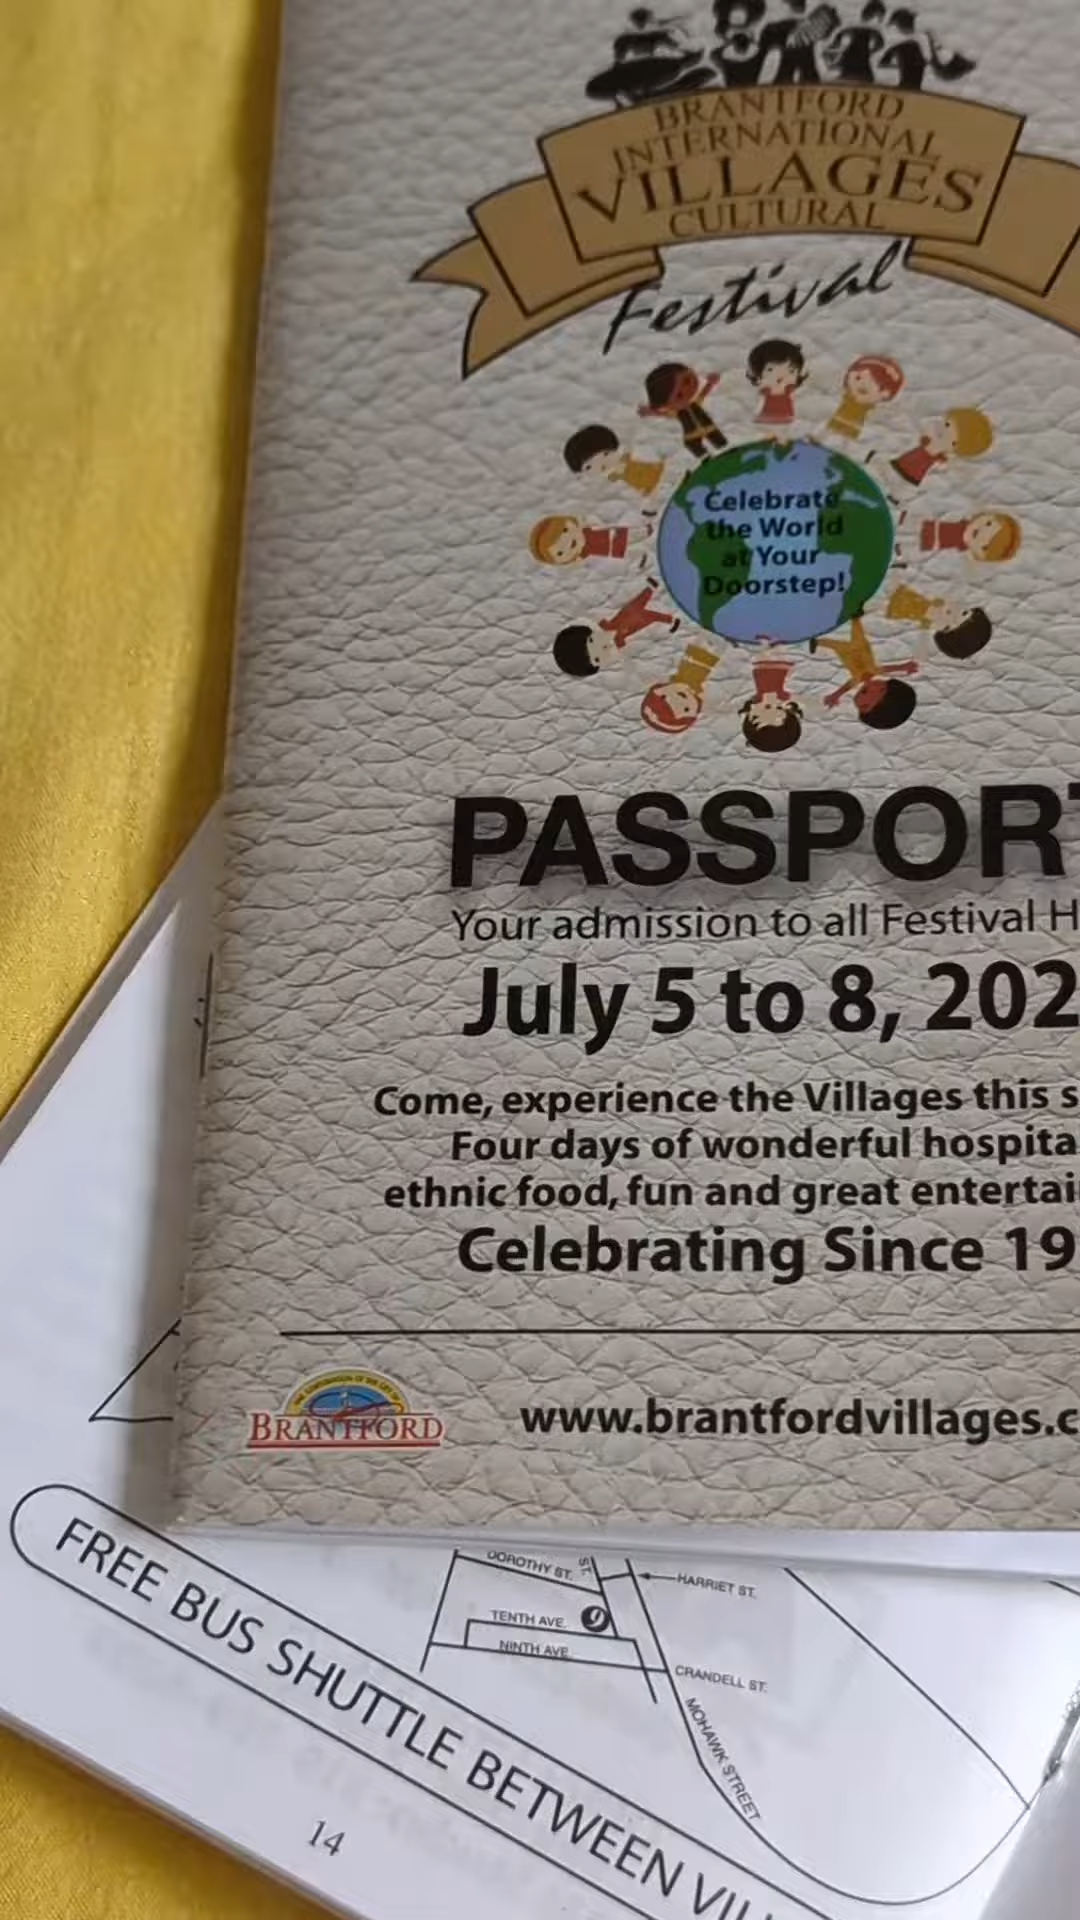 BRANTFORD
INTERNATIONAL
VILLAGES
CULTURAL
Festival
Celebrate
the World
at Your
Doorstep!
PASSPORT
Your admission to all Festival H
July 5 to 8, 202
Come, experience the Villages this s
Four days of wonderful hospita
ethnic food, fun and great entertai
Celebrating Since 19
BRANTFORD
www.brantfordvillages.c
DOROTHY ST.
ST.
HARRIET ST.
TENTH AVE.
9
NINTH AVE.
CRANDELL ST.
MOHAWK STREET
FREE BUS SHUTTLE BETWEEN VIL
14